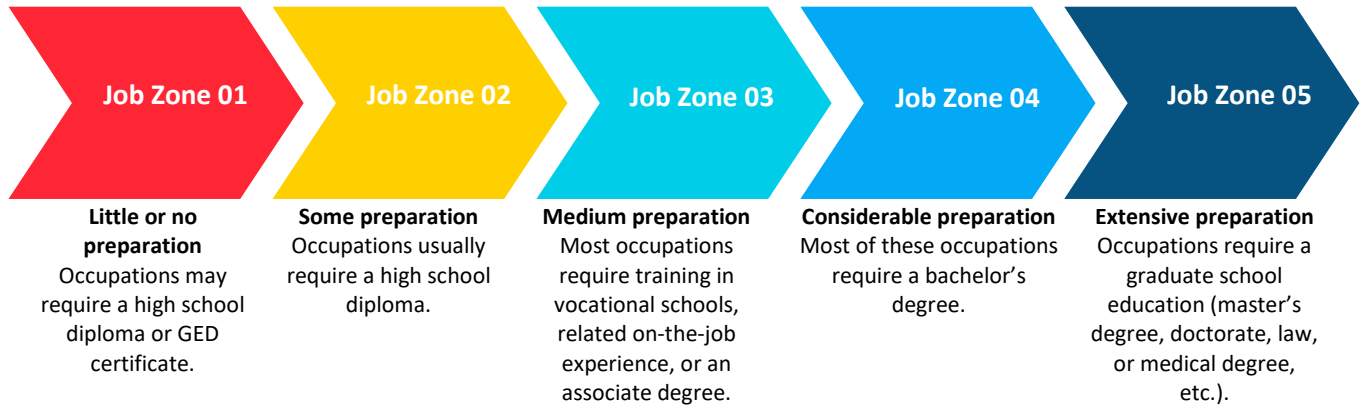 Job Zone 01
Job Zone 02
Job Zone 03
Job Zone 04
Job Zone 05
Little or no
preparation
Occupations may
require a high school
diploma or GED
certificate.
Some preparation
Occupations usually
require a high school
diploma.
Medium preparation
Most occupations
require training in
vocational schools,
related on-the-job
experience, or an
associate degree.
Considerable preparation
Most of these occupations
require a bachelor’s
degree.
Extensive preparation
Occupations require a
graduate school
education (master’s
degree, doctorate, law,
or medical degree,
etc.).